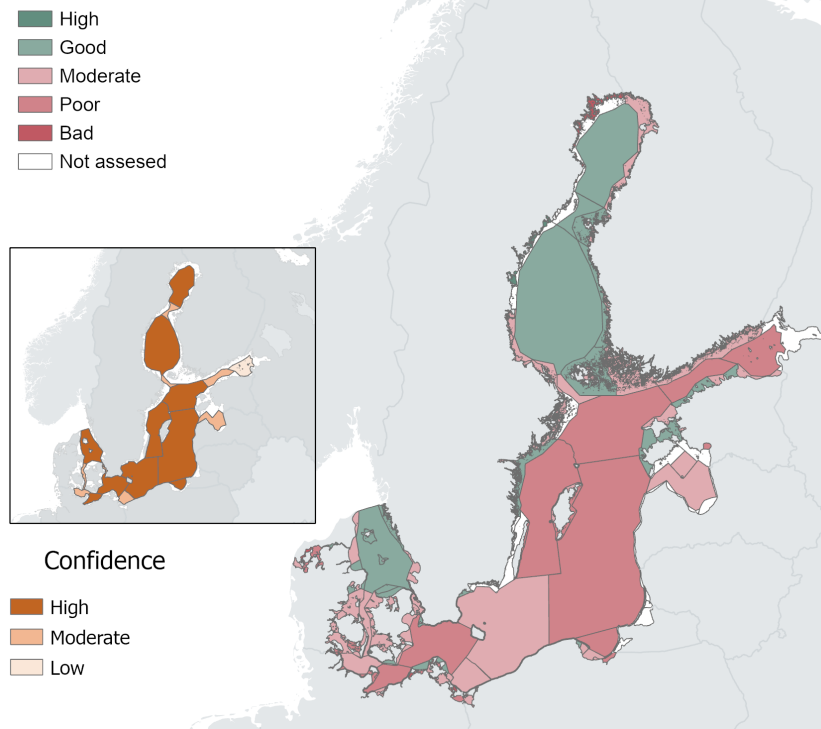 High
Good
Moderate
Poor
Bad
Not assesed
Confidence
High
Moderate
Low